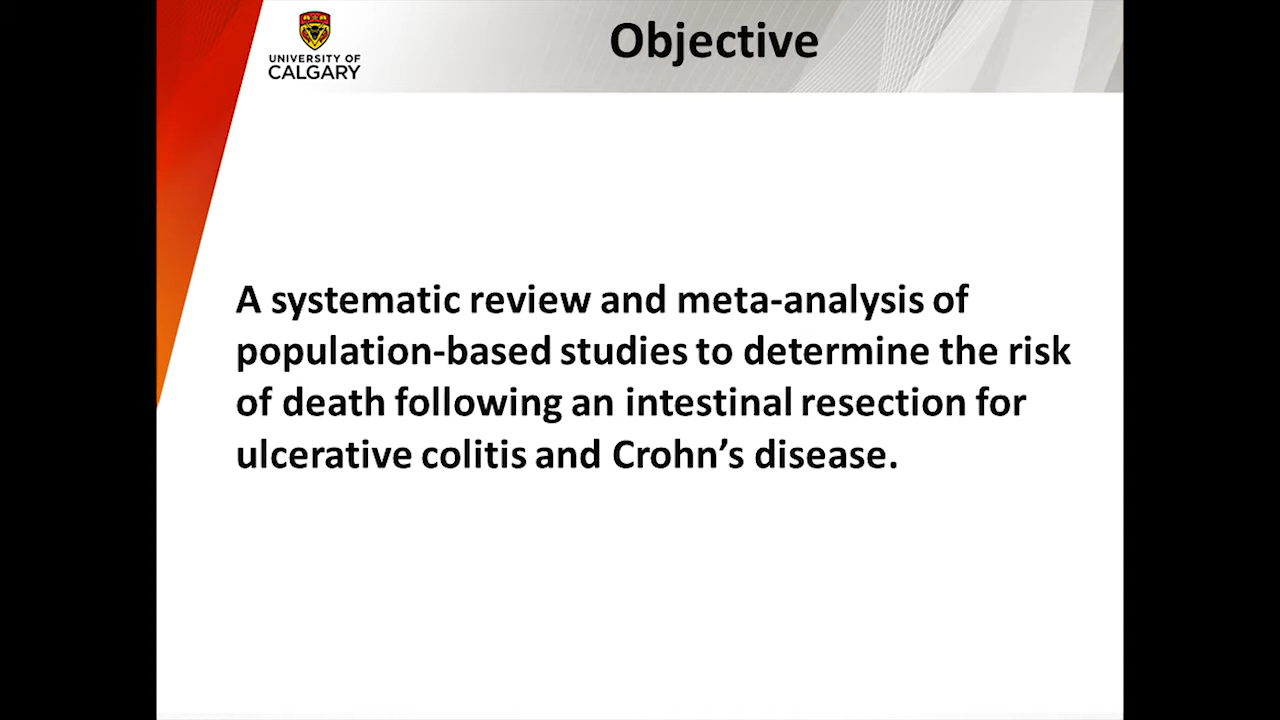 UNIVERSITY OF
CALGARY
Objective
A systematic review and meta-analysis of
population-based studies to determine the risk
of death following an intestinal resection for
ulcerative colitis and Crohn’s disease.